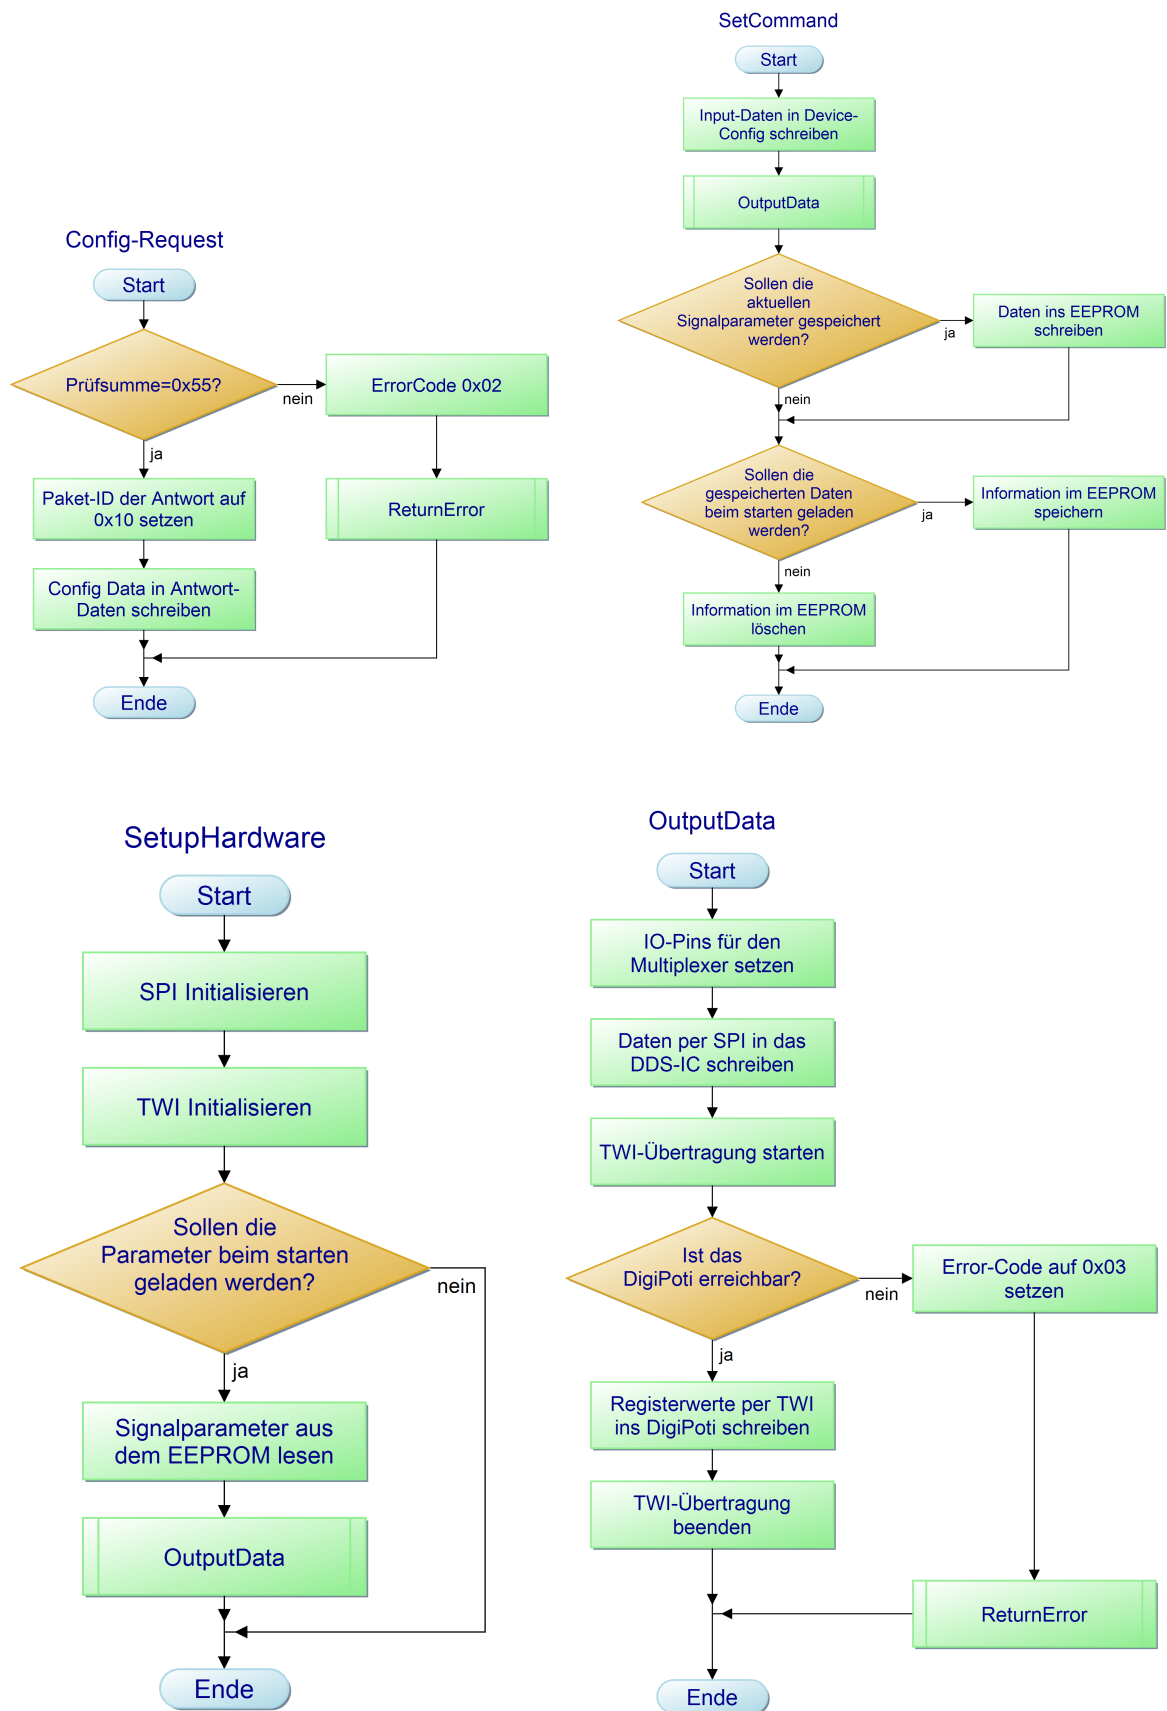 Config-Request
Start
Prüfsumme=0x55?
nein
ErrorCode 0x02
ja
Paket-ID der Antwort auf
0x10 setzen
ReturnError
Config Data in Antwort-
Daten schreiben
Ende
SetCommand
Start
Input-Daten in Device-
Config schreiben
OutputData
Sollen die
aktuellen
Signalparameter gespeichert
werden?
ja
Daten ins EEPROM
schreiben
nein
Sollen die
gespeicherten Daten
beim starten geladen
werden?
ja
Information im EEPROM
speichern
nein
Information im EEPROM
löschen
Ende
SetupHardware
Start
SPI Initialisieren
TWI Initialisieren
Sollen die
Parameter beim starten
geladen werden?
nein
ja
Signalparameter aus
dem EEPROM lesen
OutputData
Ende
OutputData
Start
IO-Pins für den
Multiplexer setzen
Daten per SPI in das
DDS-IC schreiben
TWI-Übertragung starten
Ist das
DigiPoti erreichbar?
nein
Error-Code auf 0x03
setzen
ja
Registerwerte per TWI
ins DigiPoti schreiben
TWI-Übertragung
beenden
ReturnError
Ende